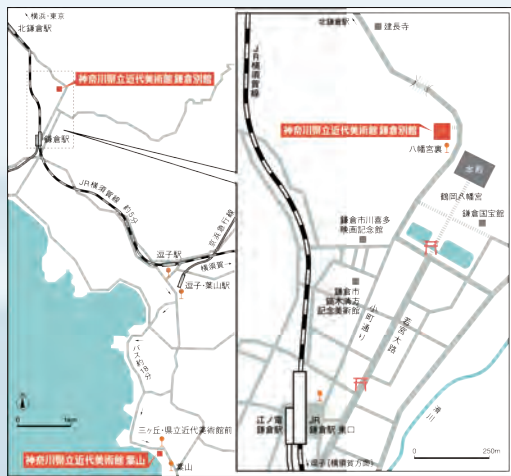 横浜・東京
北鎌倉駅
神奈川県立近代美術館 鎌倉別館
鎌倉駅
JR横須賀線 約5分
京浜急行線
逗子駅
横須賀
逗子・葉山駅
バス約18分
0
1km
三ヶ丘・県立近代美術館前
神奈川県立近代美術館 葉山
葉山
北鎌倉駅
建長寺
JR横須賀線
神奈川県立近代美術館 鎌倉別館
八幡宮裏
本殿
鶴岡八幡宮
鎌倉国宝館
鎌倉市川喜多
映画記念館
鎌倉市
鏑木清方
記念美術館
小町通り
若宮大路
滑川
江ノ電
鎌倉駅
JR
鎌倉駅 東口
逗子 [横須賀方面]
0
250m